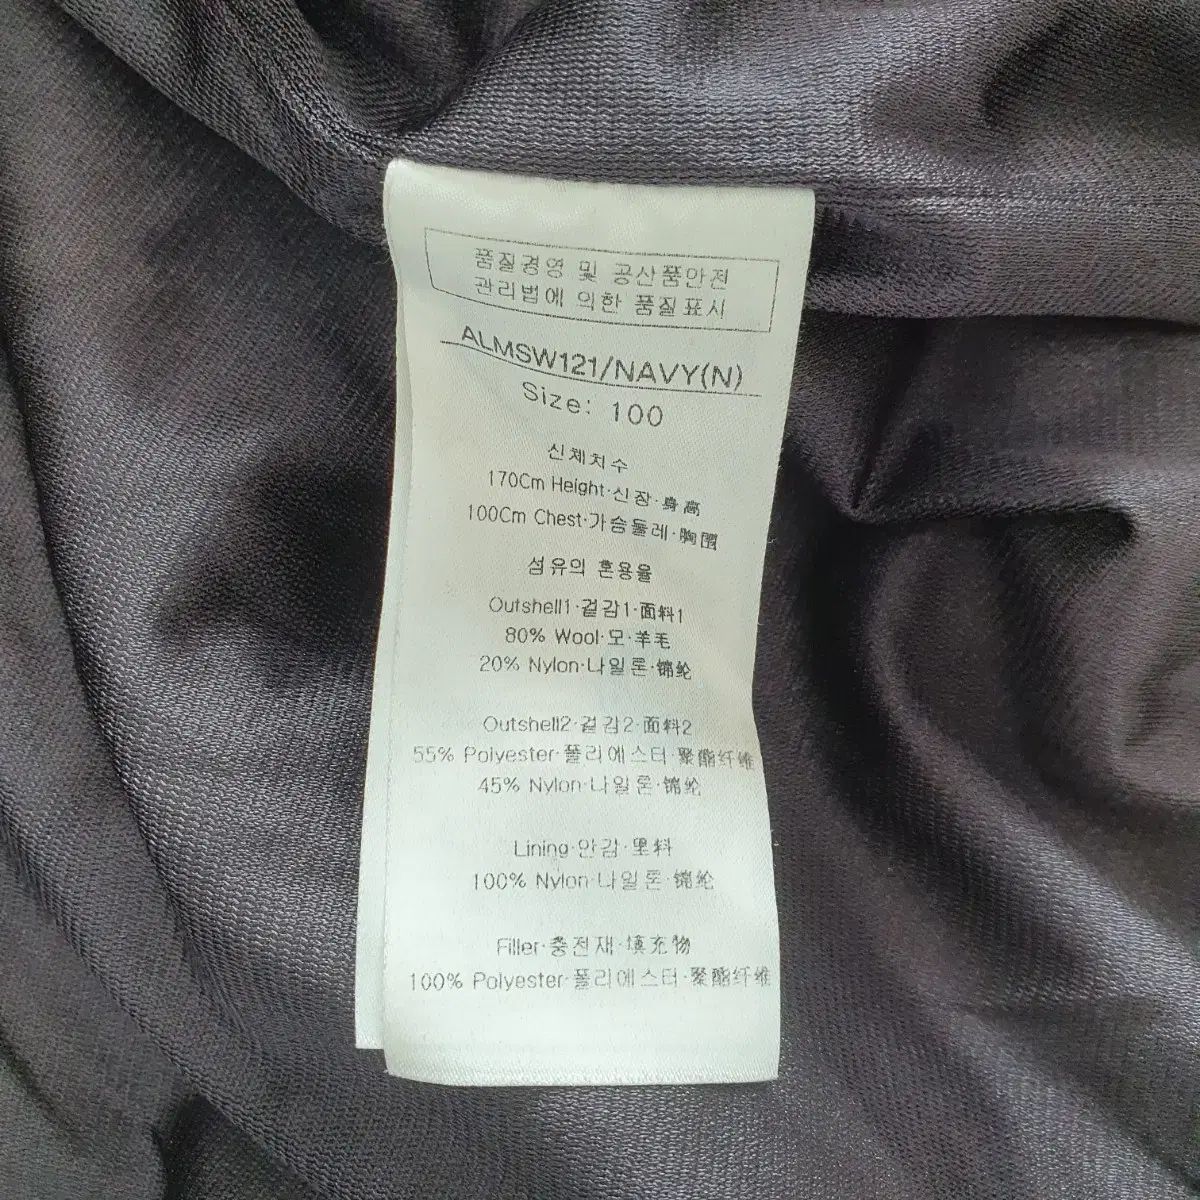 품질경영 및 공산품안전
관리법에 의한 품질표시
ALMSW121/NAVY(N)
Size: 100
신체치수
170Cm Height·신장·身高
100Cm Chest·가슴둘레·胸围
섬유의 혼용율
Outshell1·겉감1·面料1
80% Wool·모·羊毛
20% Nylon·나일론·锦纶
Outshell2·겉감2·面料2
55% Polyester·폴리에스터·聚酯纤维
45% Nylon·나일론·锦纶
Lining·안감·里料
100% Nylon·나일론·锦纶
Filler·충전재·填充物
100% Polyester·폴리에스터·聚酯纤维